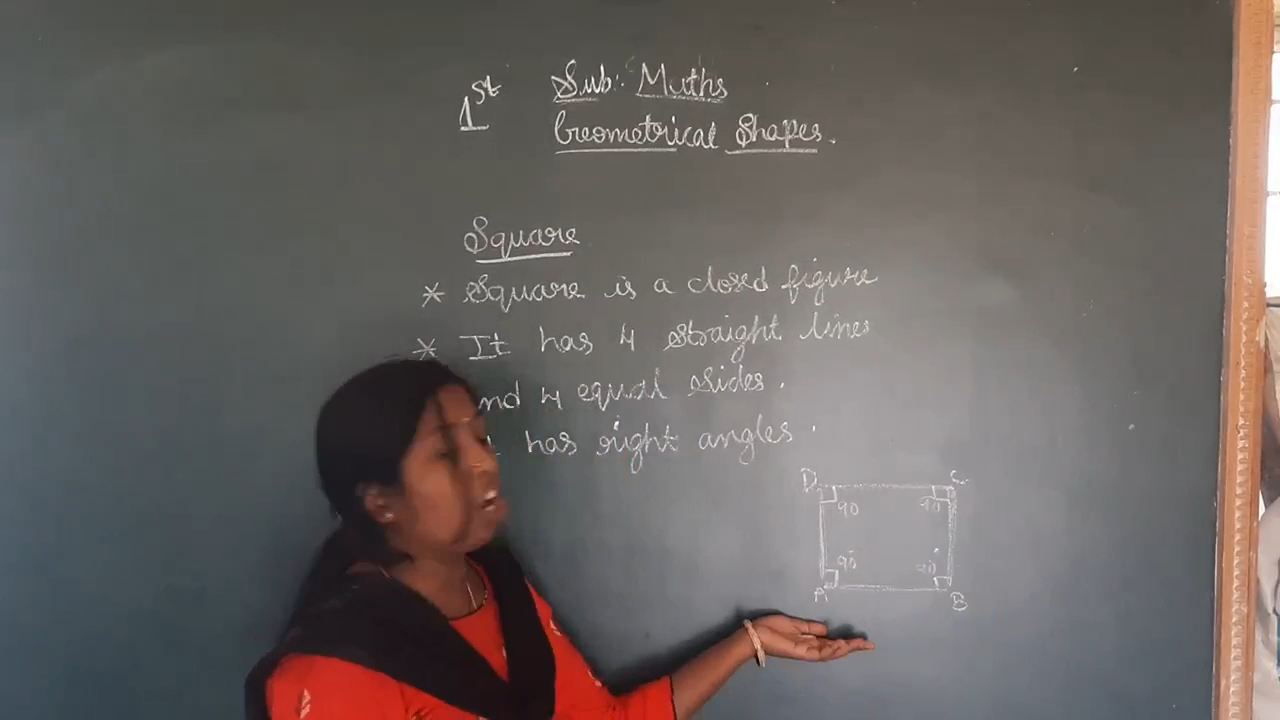 1st Sub: Maths
Geometrical Shapes.
Square
* Square is a closed figure
* It has 4 straight lines
nd 4 equal sides.
has right angles.
D C
90 90
90° 90°
A B